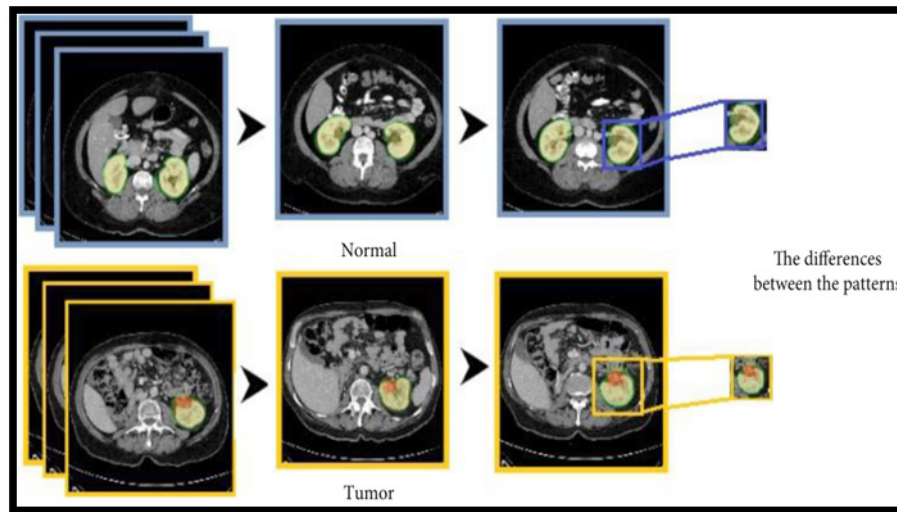 Normal
The differences
between the patterns
Tumor